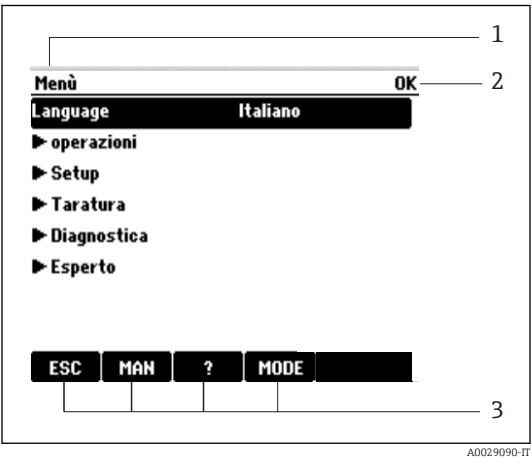 1
Menù OK 2
Language Italiano
▶ operazioni
▶ Setup
▶ Taratura
▶ Diagnostica
▶ Esperto
ESC MAN ? MODE
3
A0029090-IT